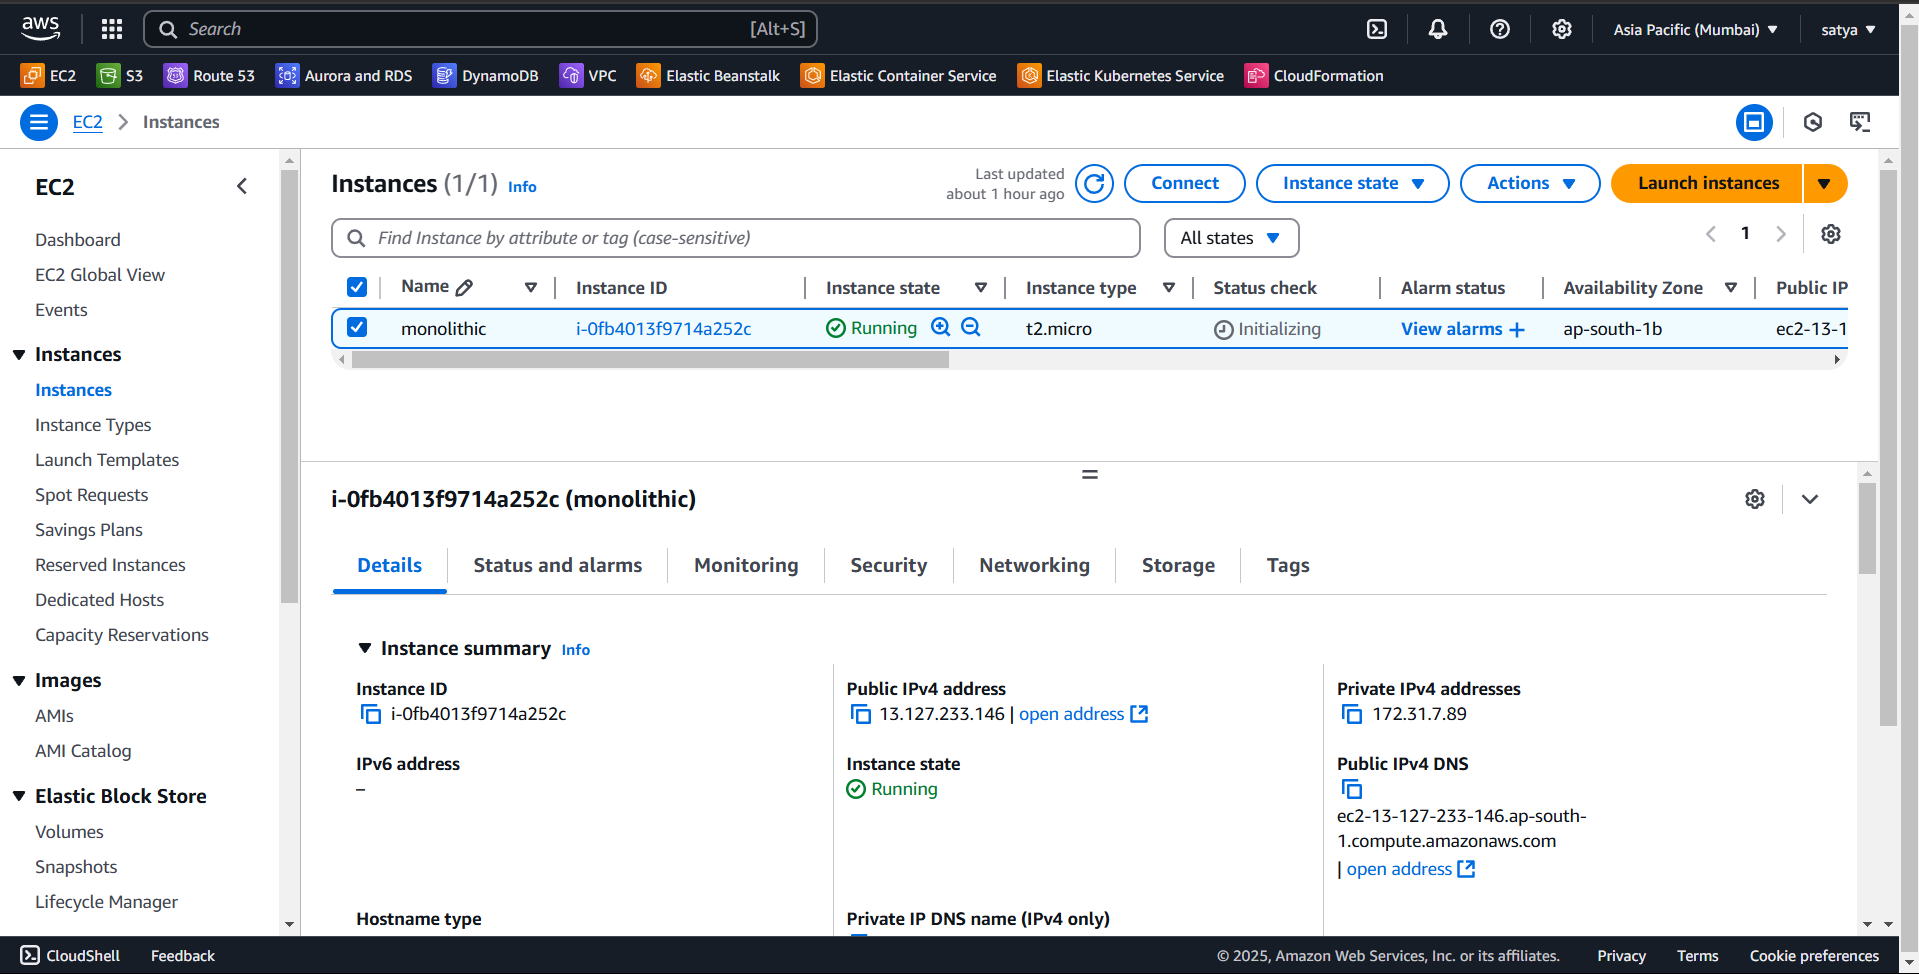 aws
Search [Alt+S]
Asia Pacific (Mumbai) satya
EC2 S3 Route 53 Aurora and RDS DynamoDB VPC Elastic Beanstalk Elastic Container Service Elastic Kubernetes Service CloudFormation
EC2 Instances
EC2
Dashboard
EC2 Global View
Events
Instances
Instances
Instance Types
Launch Templates
Spot Requests
Savings Plans
Reserved Instances
Dedicated Hosts
Capacity Reservations
Images
AMIs
AMI Catalog
Elastic Block Store
Volumes
Snapshots
Lifecycle Manager
Instances (1/1) Info
Last updated
about 1 hour ago
Connect Instance state Actions Launch instances
Find Instance by attribute or tag (case-sensitive) All states 1
Name Instance ID Instance state Instance type Status check Alarm status Availability Zone Public IP
monolithic i-0fb4013f9714a252c Running t2.micro Initializing View alarms + ap-south-1b ec2-13-1
i-0fb4013f9714a252c (monolithic)
Details Status and alarms Monitoring Security Networking Storage Tags
Instance summary Info
Instance ID
i-0fb4013f9714a252c
Public IPv4 address
13.127.233.146 | open address
Private IPv4 addresses
172.31.7.89
IPv6 address
–
Instance state
Running
Public IPv4 DNS
ec2-13-127-233-146.ap-south-
1.compute.amazonaws.com
| open address
Hostname type
Private IP DNS name (IPv4 only)
CloudShell Feedback © 2025, Amazon Web Services, Inc. or its affiliates. Privacy Terms Cookie preferences